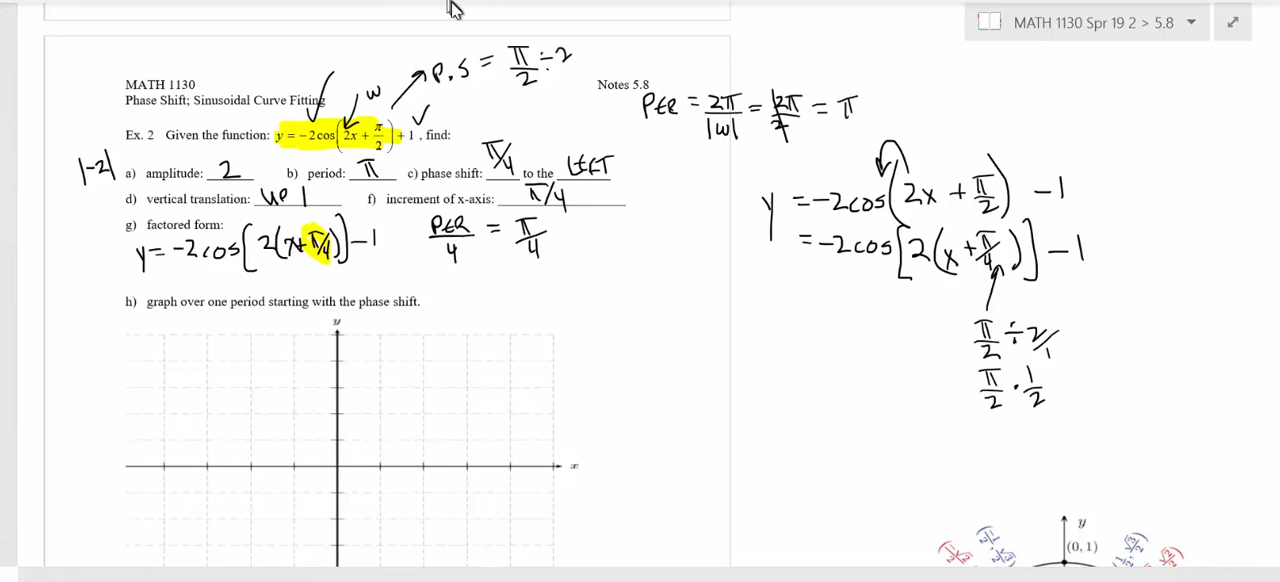 MATH 1130 Spr 19 2 > 5.8
MATH 1130
Notes 5.8
Phase Shift; Sinusoidal Curve Fitting
w
P.S = π/2 ÷ 2
PER = 2π/|w| = 2π/2 = π
Ex. 2 Given the function: y = −2cos(2x + π/2) + 1 , find:
|-2|
a) amplitude: 2 b) period: π c) phase shift: π/4 to the LEFT
d) vertical translation: up 1 f) increment of x-axis: π/4
g) factored form:
y = -2cos[2(x+π/4)] -1
PER/4 = π/4
y = -2cos(2x + π/2) - 1
= -2cos[2(x + π/4)] - 1
π/2 ÷ 2/1
π/2 · 1/2
h) graph over one period starting with the phase shift.
y
x
y
(0, 1)